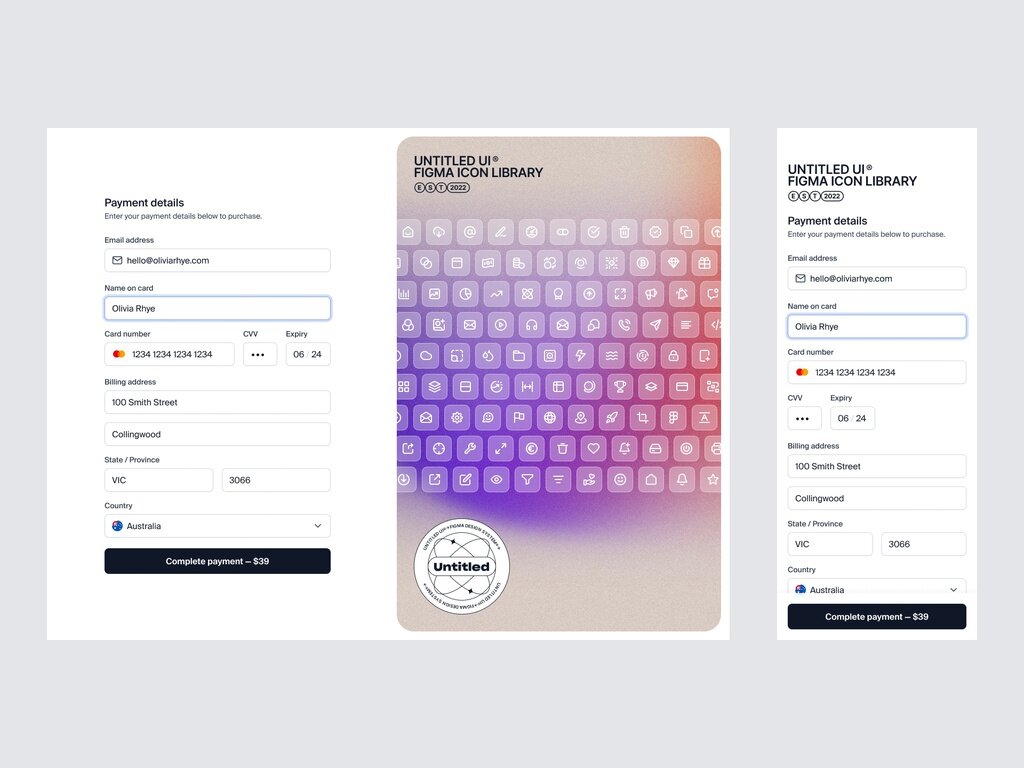 Payment details
Enter your payment details below to purchase.
Email address
hello@oliviarhye.com
Name on card
Olivia Rhye
Card number CVV Expiry
1234 1234 1234 1234 ••• 06 / 24
Billing address
100 Smith Street
Collingwood
State / Province
VIC 3066
Country
Australia
Complete payment — $39
UNTITLED UI®
FIGMA ICON LIBRARY
EST 2022
UNTITLED UI
FIGMA DESIGN SYSTEM
Untitled
UNTITLED UI
FIGMA DESIGN SYSTEM
UNTITLED UI®
FIGMA ICON LIBRARY
EST 2022
Payment details
Enter your payment details below to purchase.
Email address
hello@oliviarhye.com
Name on card
Olivia Rhye
Card number
1234 1234 1234 1234
CVV Expiry
••• 06 / 24
Billing address
100 Smith Street
Collingwood
State / Province
VIC 3066
Country
Australia
Complete payment — $39